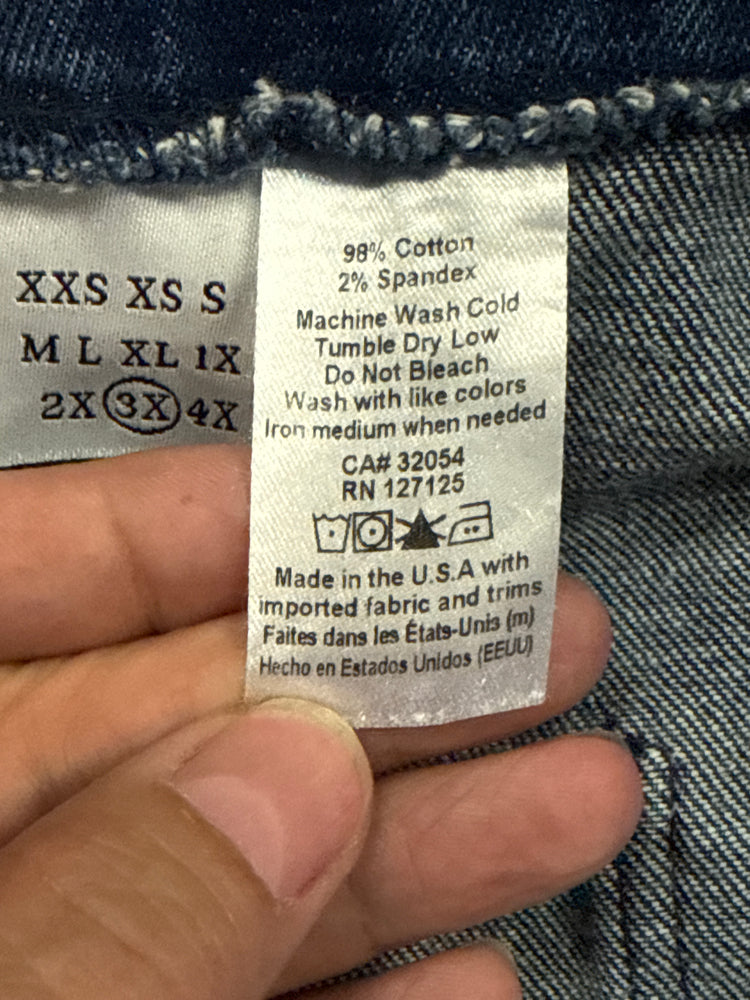 XXS XS S
M L XL 1X
2X 3X 4X
98% Cotton
2% Spandex
Machine Wash Cold
Tumble Dry Low
Do Not Bleach
Wash with like colors
Iron medium when needed
CA# 32054
RN 127125
Made in the U.S.A with
imported fabric and trims
Faites dans les États-Unis (m)
Hecho en Estados Unidos (EEUU)